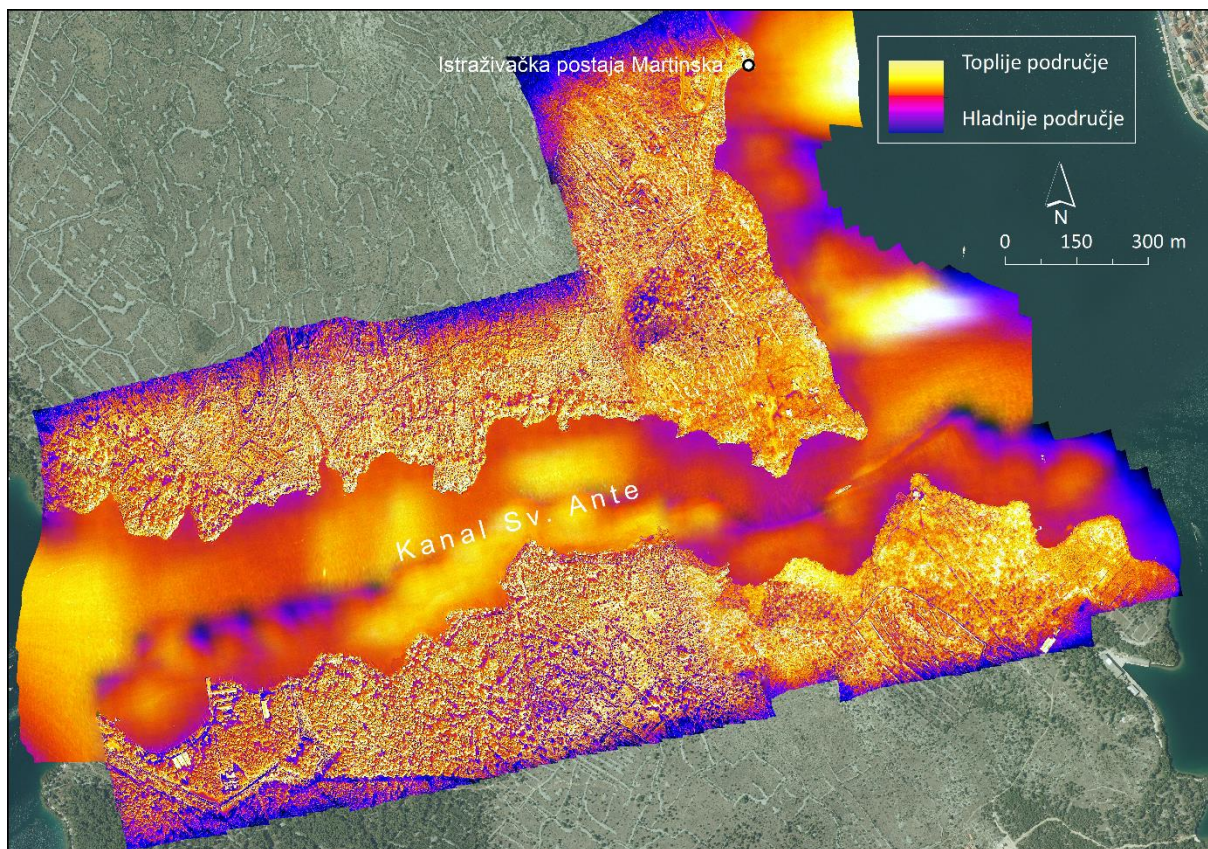 Istraživačka postaja Martinska
Toplije područje
Hladnije područje
N
0 150 300 m
Kanal Sv. Ante